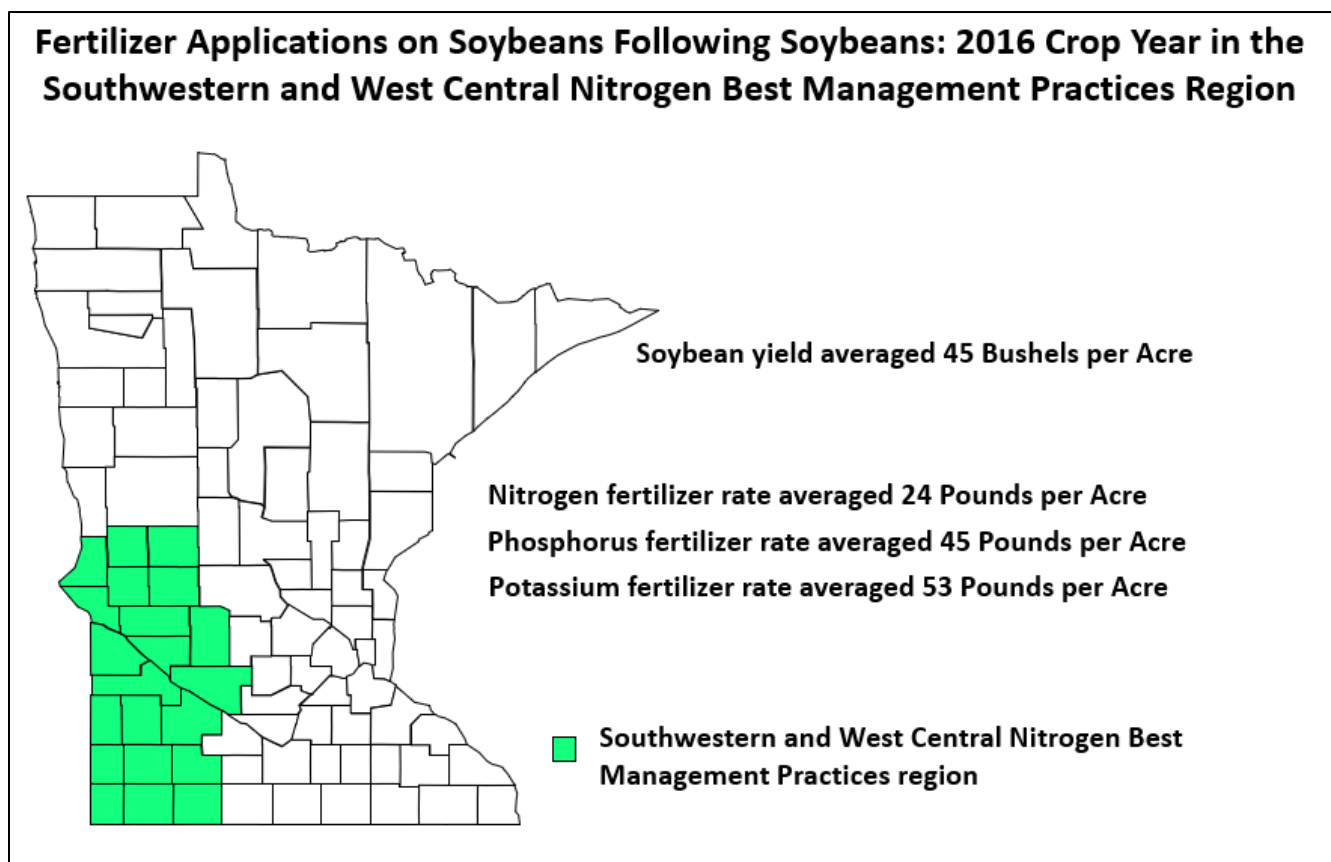 Fertilizer Applications on Soybeans Following Soybeans: 2016 Crop Year in the
Southwestern and West Central Nitrogen Best Management Practices Region
Soybean yield averaged 45 Bushels per Acre
Nitrogen fertilizer rate averaged 24 Pounds per Acre
Phosphorus fertilizer rate averaged 45 Pounds per Acre
Potassium fertilizer rate averaged 53 Pounds per Acre
Southwestern and West Central Nitrogen Best
Management Practices region